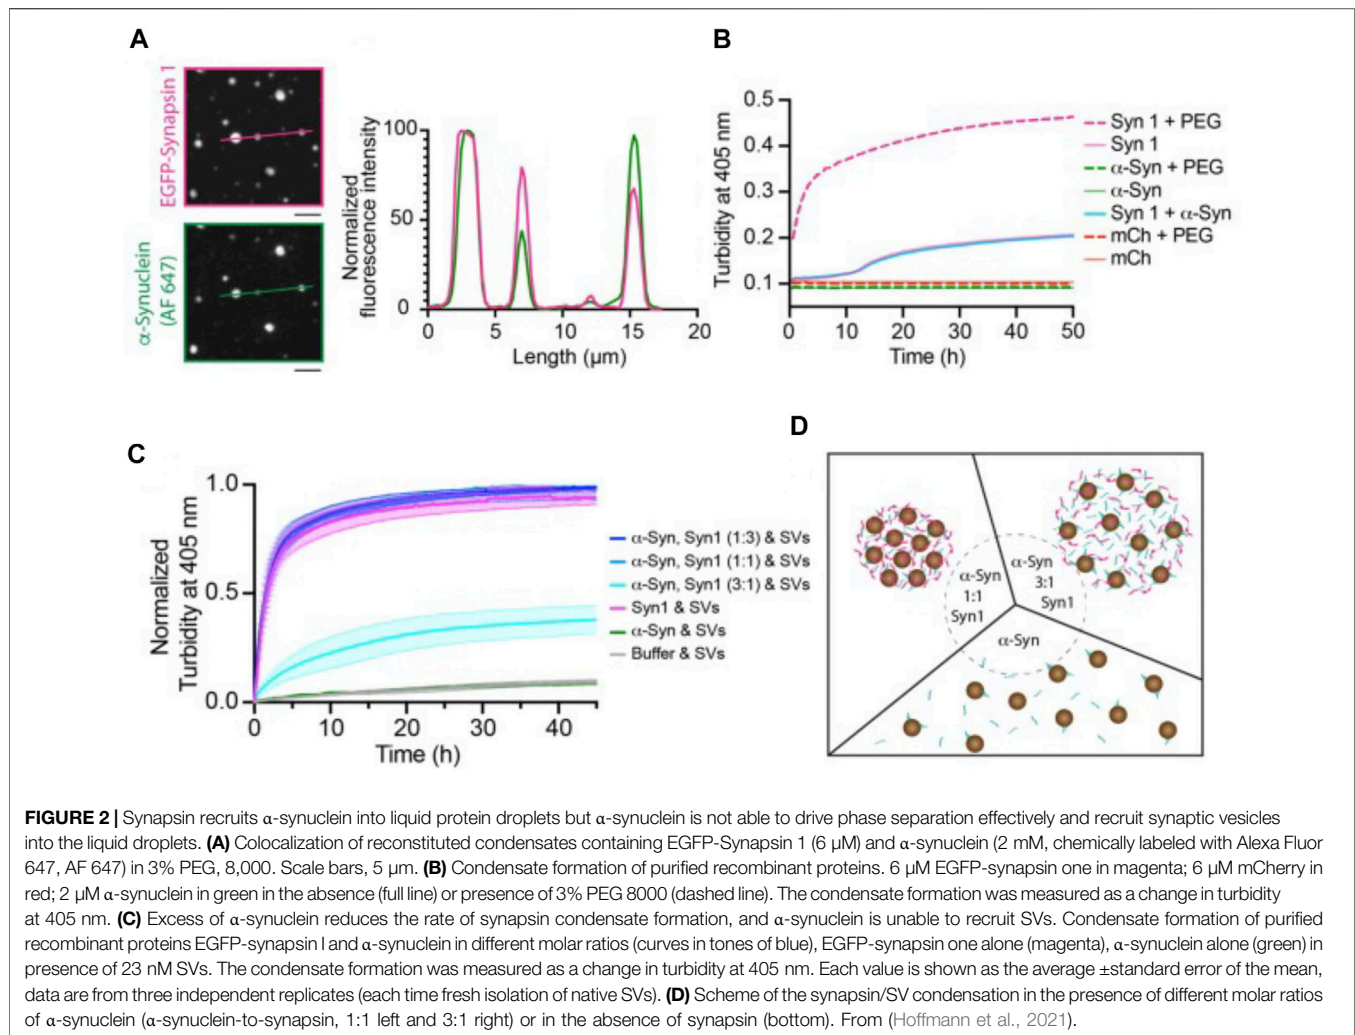 A
EGFP-Synapsin 1
α-Synuclein
(AF 647)
Normalized
fluorescence intensity
100
50
0
0 5 10 15 20
Length (μm)
B
Turbidity at 405 nm
0.5
0.4
0.3
0.2
0.1
0 10 20 30 40 50
Time (h)
Syn 1 + PEG
Syn 1
α-Syn + PEG
α-Syn
Syn 1 + α-Syn
mCh + PEG
mCh
C
Normalized
Turbidity at 405 nm
1.0
0.5
0.0
0 10 20 30 40
Time (h)
α-Syn, Syn1 (1:3) & SVs
α-Syn, Syn1 (1:1) & SVs
α-Syn, Syn1 (3:1) & SVs
Syn1 & SVs
α-Syn & SVs
Buffer & SVs
D
α-Syn
1:1
Syn1
α-Syn
3:1
Syn1
α-Syn
FIGURE 2 | Synapsin recruits α-synuclein into liquid protein droplets but α-synuclein is not able to drive phase separation effectively and recruit synaptic vesicles
into the liquid droplets. (A) Colocalization of reconstituted condensates containing EGFP-Synapsin 1 (6 μM) and α-synuclein (2 mM, chemically labeled with Alexa Fluor
647, AF 647) in 3% PEG, 8,000. Scale bars, 5 μm. (B) Condensate formation of purified recombinant proteins. 6 μM EGFP-synapsin one in magenta; 6 μM mCherry in
red; 2 μM α-synuclein in green in the absence (full line) or presence of 3% PEG 8000 (dashed line). The condensate formation was measured as a change in turbidity
at 405 nm. (C) Excess of α-synuclein reduces the rate of synapsin condensate formation, and α-synuclein is unable to recruit SVs. Condensate formation of purified
recombinant proteins EGFP-synapsin I and α-synuclein in different molar ratios (curves in tones of blue), EGFP-synapsin one alone (magenta), α-synuclein alone (green) in
presence of 23 nM SVs. The condensate formation was measured as a change in turbidity at 405 nm. Each value is shown as the average ±standard error of the mean,
data are from three independent replicates (each time fresh isolation of native SVs). (D) Scheme of the synapsin/SV condensation in the presence of different molar ratios
of α-synuclein (α-synuclein-to-synapsin, 1:1 left and 3:1 right) or in the absence of synapsin (bottom). From (Hoffmann et al., 2021).